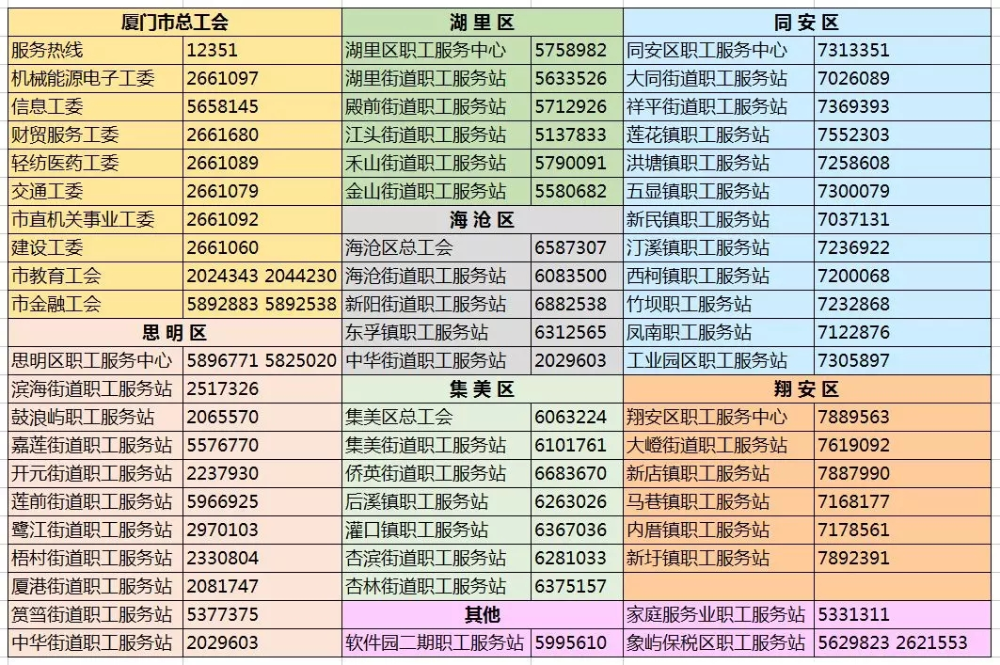 厦门市总工会
服务热线 12351
机械能源电子工委 2661097
信息工委 5658145
财贸服务工委 2661680
轻纺医药工委 2661089
交通工委 2661079
市直机关事业工委 2661092
建设工委 2661060
市教育工会 2024343 2044230
市金融工会 5892883 5892538
思明区
思明区职工服务中心 5896771 5825020
滨海街道职工服务站 2517326
鼓浪屿职工服务站 2065570
嘉莲街道职工服务站 5576770
开元街道职工服务站 2237930
莲前街道职工服务站 5966925
鹭江街道职工服务站 2970103
梧村街道职工服务站 2330804
厦港街道职工服务站 2081747
筼筜街道职工服务站 5377375
中华街道职工服务站 2029603
湖里区
湖里区职工服务中心 5758982
湖里街道职工服务站 5633526
殿前街道职工服务站 5712926
江头街道职工服务站 5137833
禾山街道职工服务站 5790091
金山街道职工服务站 5580682
海沧区
海沧区总工会 6587307
海沧街道职工服务站 6083500
新阳街道职工服务站 6882538
东孚镇职工服务站 6312565
中华街道职工服务站 2029603
集美区
集美区总工会 6063224
集美街道职工服务站 6101761
侨英街道职工服务站 6683670
后溪镇职工服务站 6263026
灌口镇职工服务站 6367036
杏滨街道职工服务站 6281033
杏林街道职工服务站 6375157
其他
软件园二期职工服务站 5995610
同安区
同安区职工服务中心 7313351
大同街道职工服务站 7026089
祥平街道职工服务站 7369393
莲花镇职工服务站 7552303
洪塘镇职工服务站 7258608
五显镇职工服务站 7300079
新民镇职工服务站 7037131
汀溪镇职工服务站 7236922
西柯镇职工服务站 7200068
竹坝职工服务站 7232868
凤南职工服务站 7122876
工业园区职工服务站 7305897
翔安区
翔安区职工服务中心 7889563
大嶝街道职工服务站 7619092
新店镇职工服务站 7887990
马巷镇职工服务站 7168177
内厝镇职工服务站 7178561
新圩镇职工服务站 7892391
家庭服务业职工服务站 5331311
象屿保税区职工服务站 5629823 2621553